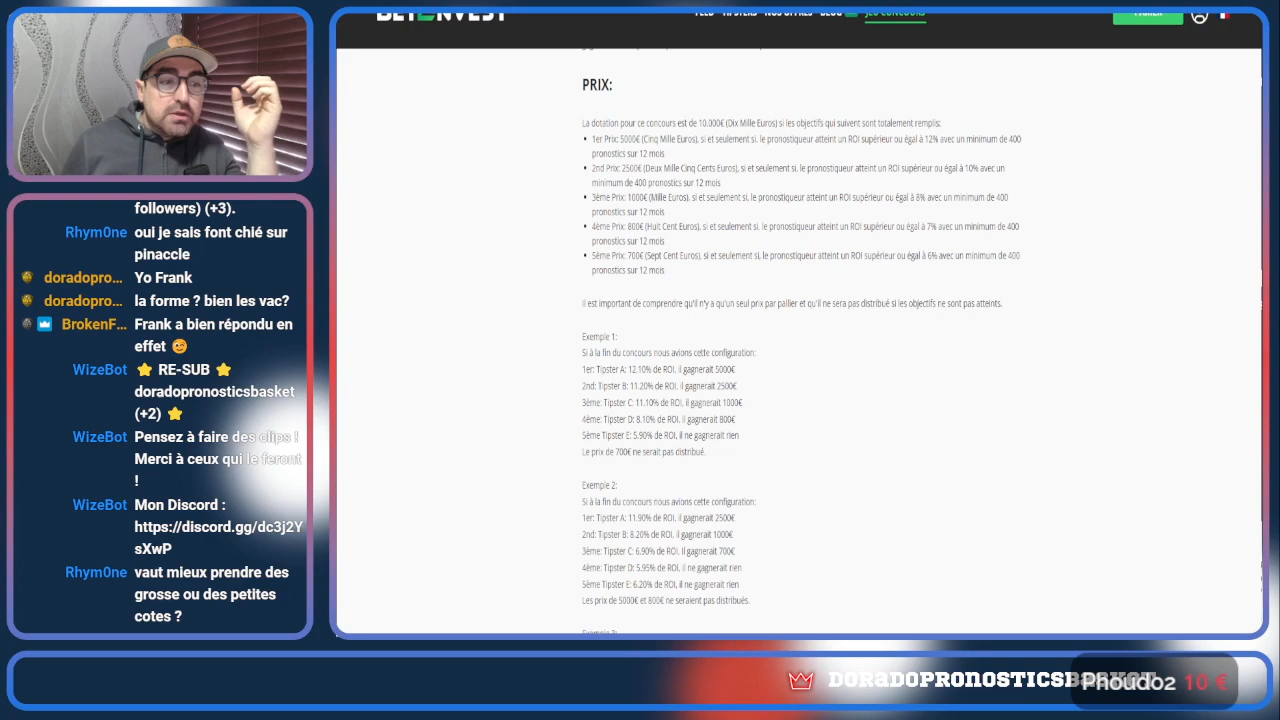 BET2INVEST
FEED TIPSTERS NOS OFFRES BLOG JEU CONCOURS
PRIX:
La dotation pour ce concours est de 10.000€ (Dix Mille Euros) si les objectifs qui suivent sont totalement remplis:
• 1er Prix: 5000€ (Cinq Mille Euros), si et seulement si, le pronostiqueur atteint un ROI supérieur ou égal à 12% avec un minimum de 400
pronostics sur 12 mois
• 2nd Prix: 2500€ (Deux Mille Cinq Cents Euros), si et seulement si, le pronostiqueur atteint un ROI supérieur ou égal à 10% avec un
minimum de 400 pronostics sur 12 mois
• 3ème Prix: 1000€ (Mille Euros), si et seulement si, le pronostiqueur atteint un ROI supérieur ou égal à 8% avec un minimum de 400
pronostics sur 12 mois
• 4ème Prix: 800€ (Huit Cent Euros), si et seulement si, le pronostiqueur atteint un ROI supérieur ou égale à 7% avec un minimum de 400
pronostics sur 12 mois
• 5ème Prix: 700€ (Sept Cent Euros), si et seulement si, le pronostiqueur atteint un ROI supérieur ou égale à 6% avec un minimum de 400
pronostics sur 12 mois
Il est important de comprendre qu'il n'y a qu'un seul prix par pallier et qu'il ne sera pas distribué si les objectifs ne sont pas atteints.
Exemple 1:
Si à la fin du concours nous avions cette configuration:
1er: Tipster A: 12.10% de ROI, il gagnerait 5000€
2nd: Tipster B: 11.20% de ROI, il gagnerait 2500€
3ème: Tipster C: 11.10% de ROI, il gagnerait 1000€
4ème: Tipster D: 8.10% de ROI, il gagnerait 800€
5ème Tipster E: 5.90% de ROI, il ne gagnerait rien
Le prix de 700€ ne serait pas distribué.
Exemple 2:
Si à la fin du concours nous avions cette configuration:
1er: Tipster A: 11.90% de ROI, il gagnerait 2500€
2nd: Tipster B: 8.20% de ROI, il gagnerait 1000€
3ème: Tipster C: 6.90% de ROI, Il gagnerait 700€
4ème: Tipster D: 5.95% de ROI, il ne gagnerait rien
5ème Tipster E: 6.20% de ROI, il ne gagnerait rien
Les prix de 5000€ et 800€ ne seraient pas distribués.
followers) (+3).
Rhym0ne oui je sais font chié sur
pinaccle
doradopro... Yo Frank
doradopro... la forme ? bien les vac?
BrokenF... Frank a bien répondu en
effet 😉
WizeBot ⭐ RE-SUB ⭐
doradopronosticsbasket
(+2) ⭐
WizeBot Pensez à faire des clips !
Merci à ceux qui le feront
!
WizeBot Mon Discord :
https://discord.gg/dc3j2Y
sXwP
Rhym0ne vaut mieux prendre des
grosse ou des petites
cotes ?
DORADOPRONOSTICSBASKET
Phoudo2 10 €